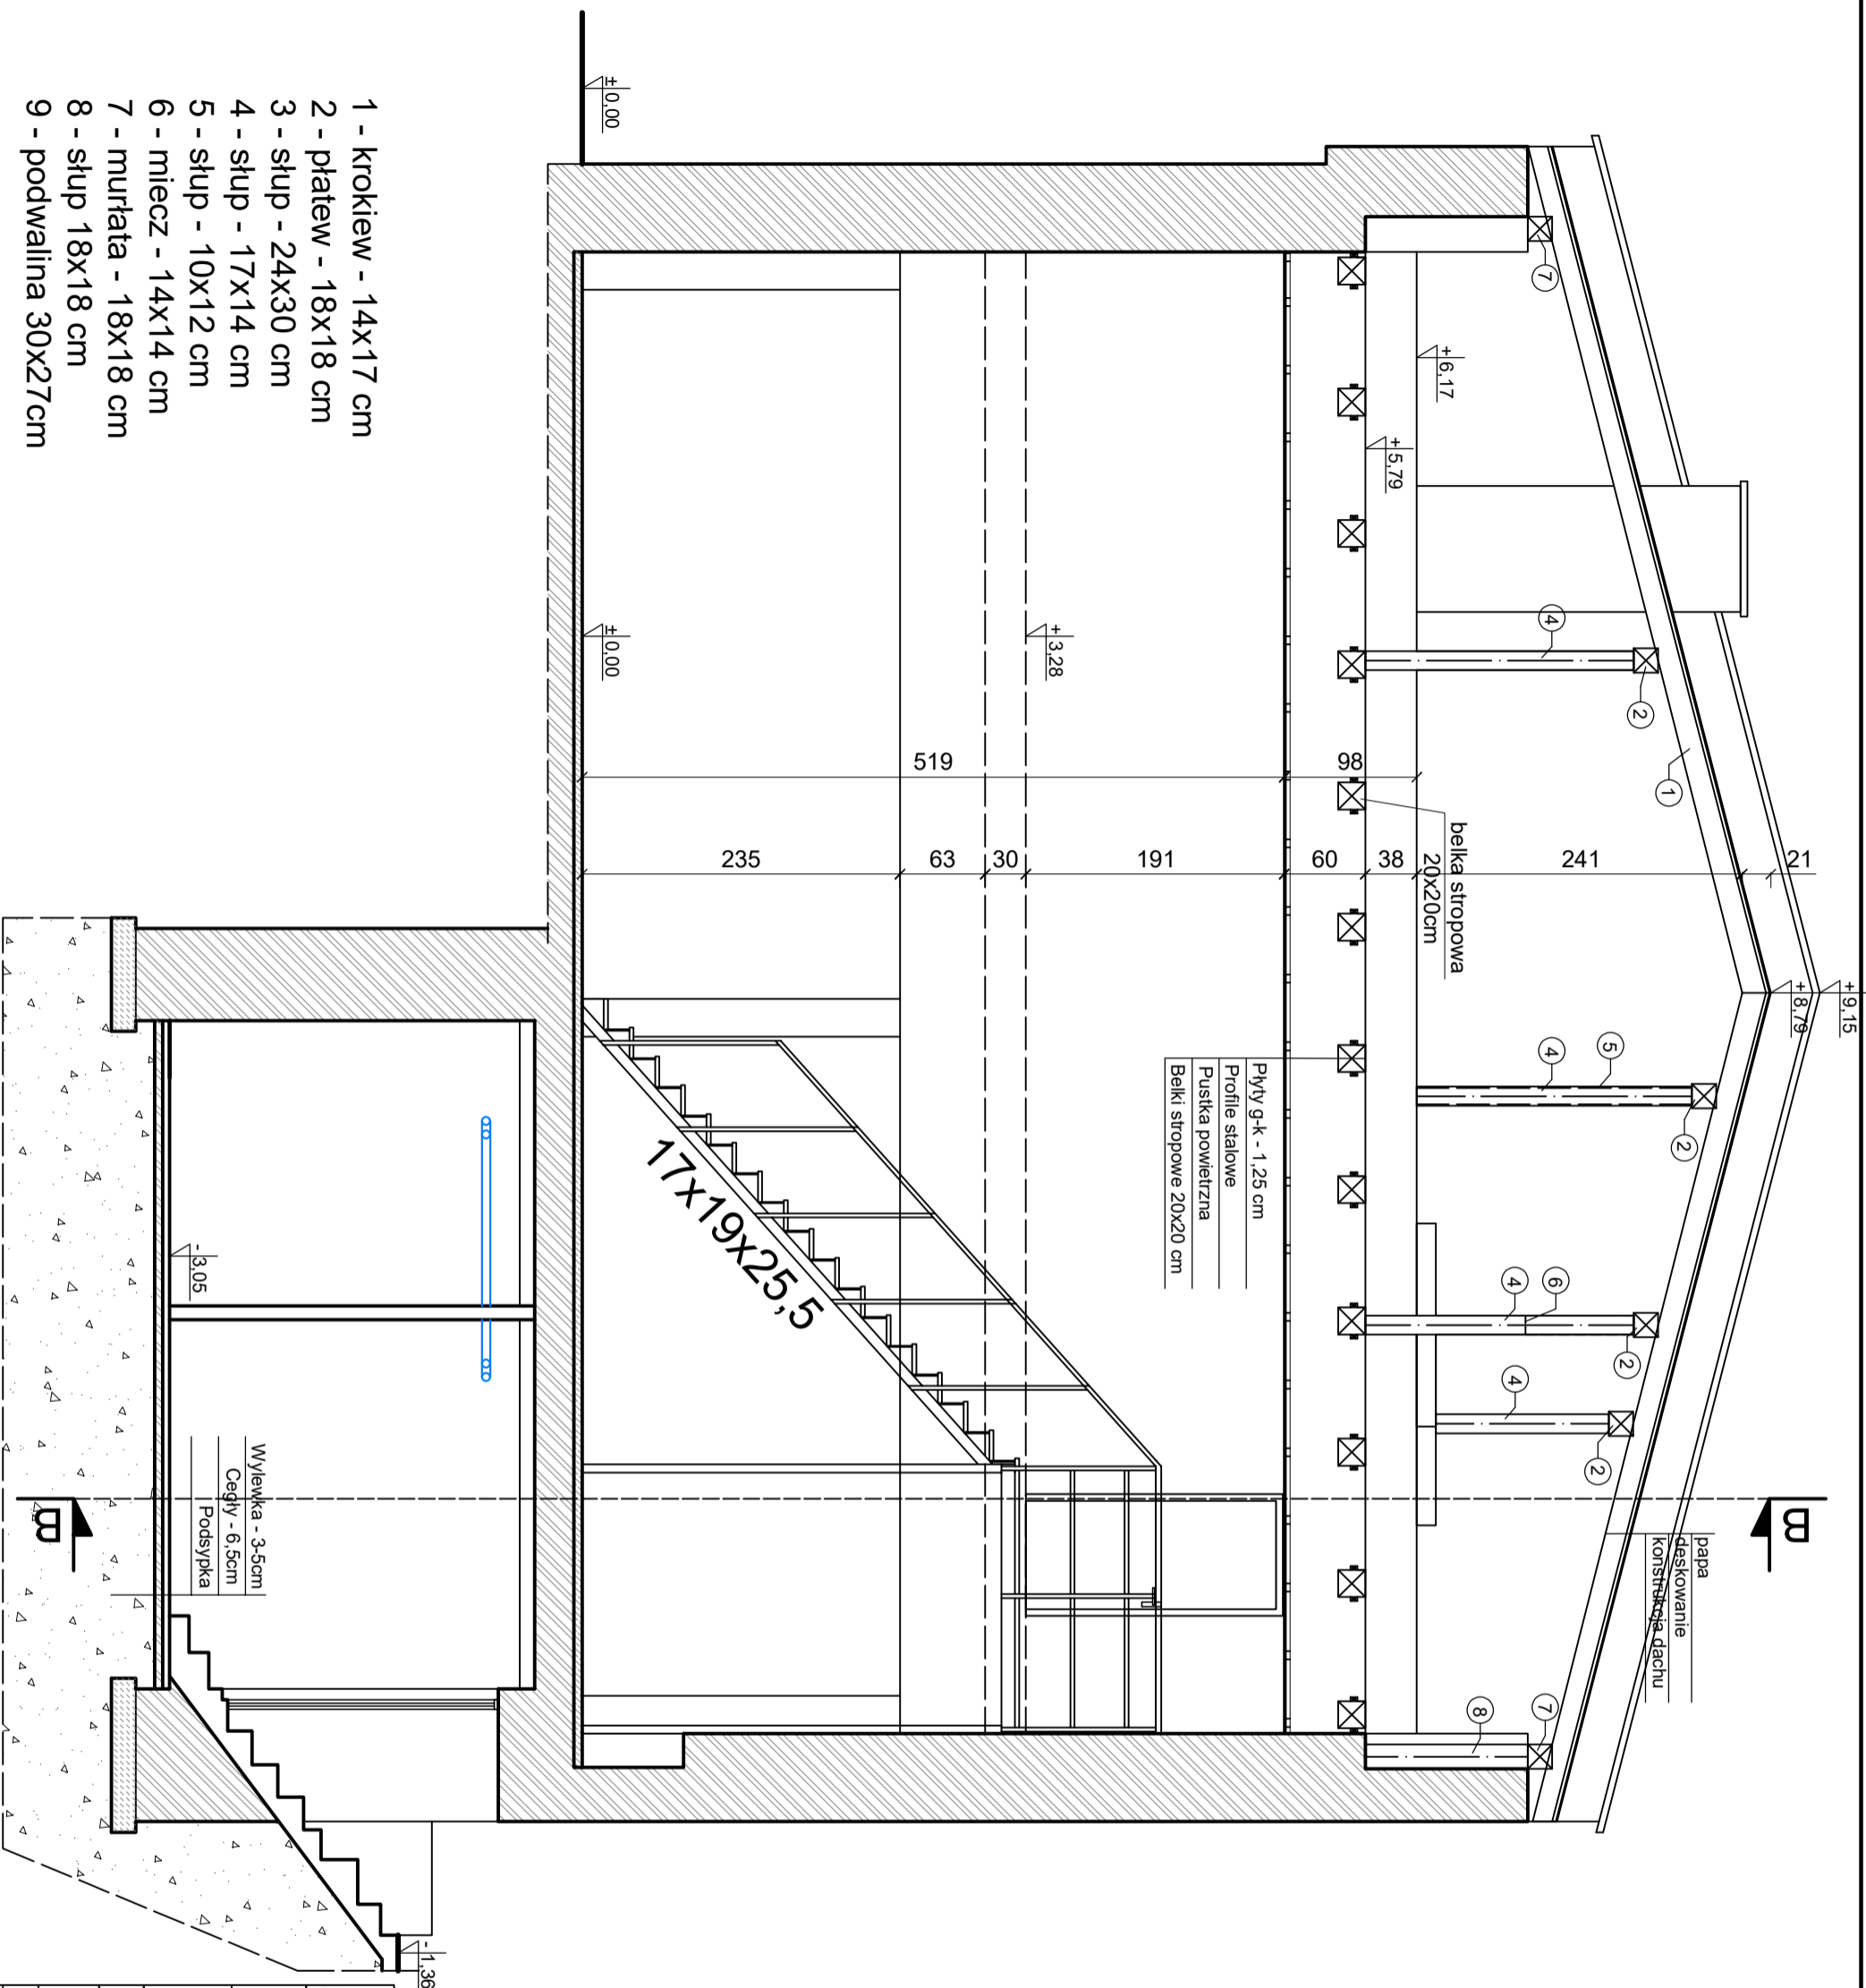 +9,15
+8,79
papa
deskowanie
konstrukcja dachu
B
1
2
4
2
5
4
2
6
4
2
4
7
7
8
21
241
38
60
98
191
30
63
235
519
+6,17
+5,79
belka stropowa
20x20cm
Płyty g-k - 1,25 cm
Profile stalowe
Pustka powietrzna
Belki stropowe 20x20 cm
+3,28
±0,00
±0,00
17x19x25,5
-1,36
-3,05
Wylewka - 3-5cm
Cegły - 6,5cm
Podsypka
B
1 - krokiew - 14x17 cm
2 - płatew - 18x18 cm
3 - słup - 24x30 cm
4 - słup - 17x14 cm
5 - słup - 10x12 cm
6 - miecz - 14x14 cm
7 - murłata - 18x18 cm
8 - słup 18x18 cm
9 - podwalina 30x27cm